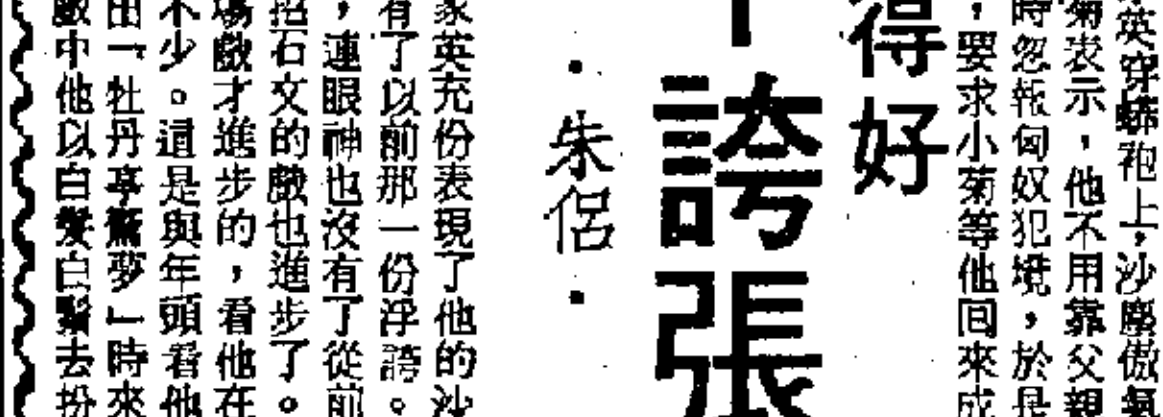 英穿蟒袍上,沙塵傲氣
菊表示,他不用靠父親
時忽報匈奴犯境,於是
,要求小菊等他回來成
得好
誇張
·朱侶·
家英充份表現了他的沙
有了以前那一份浮誇。
,連眼神也沒有了從前
招石文的戲也進步了。
場戲才進步的,看他在
不少。這是與年頭看他
田「牡丹亭驚夢」時來
戲中他以白髮白鬚去扮